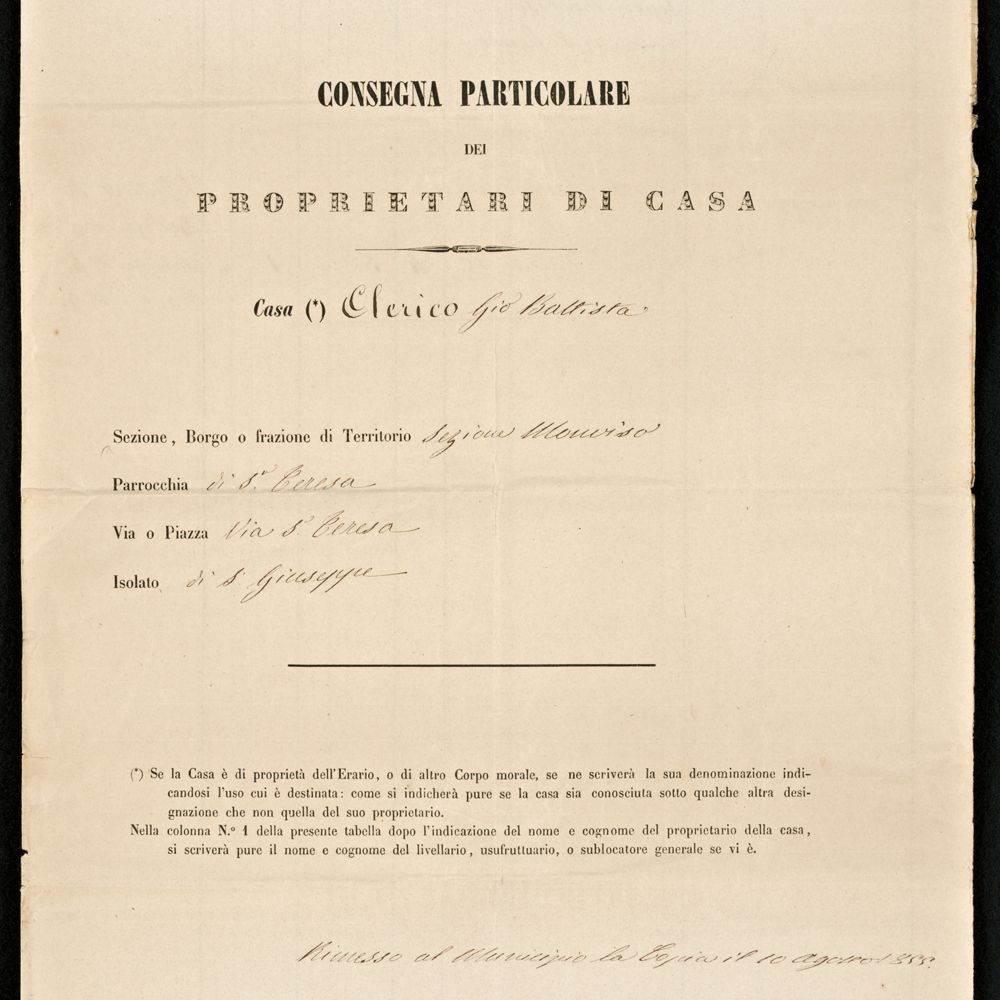 CONSEGNA PARTICOLARE
DEI
PROPRIETARI DI CASA
Casa (*) Clerico Gio Battista
Sezione, Borgo o frazione di Territorio Sezione Monviso
Parrocchia di S.a Teresa
Via o Piazza Via S. Teresa
Isolato di S. Giuseppe
(*) Se la Casa è di proprietà dell'Erario, o di altro Corpo morale, se ne scriverà la sua denominazione indi-
candosi l'uso cui è destinata: come si indicherà pure se la casa sia conosciuta sotto qualche altra desi-
gnazione che non quella del suo proprietario.
Nella colonna N.º 1 della presente tabella dopo l'indicazione del nome e cognome del proprietario della casa,
si scriverà pure il nome e cognome del livellario, usufruttuario, o sublocatore generale se vi è.
Rimesso al Municipio la Copia il 10 agosto 1855.